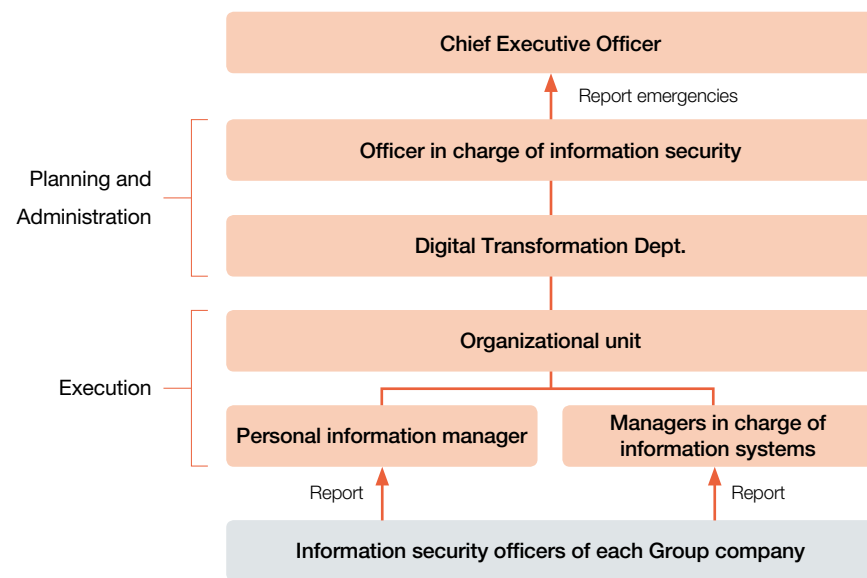 Chief Executive Officer
Report emergencies
Officer in charge of information security
Planning and
Administration
Digital Transformation Dept.
Organizational unit
Execution
Personal information manager
Managers in charge of
information systems
Report
Report
Information security officers of each Group company